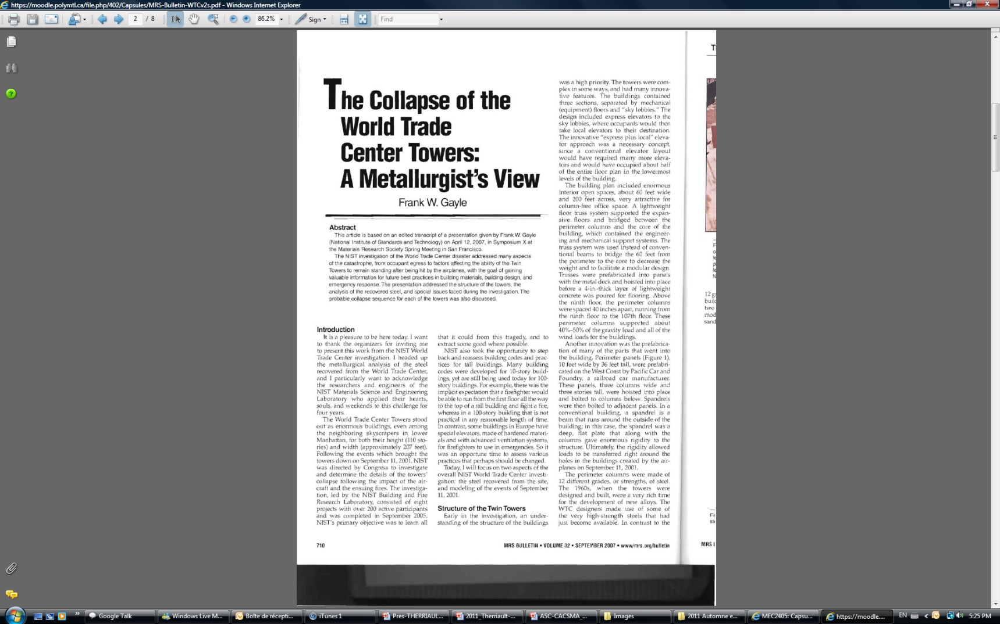 https://moodle.polymtl.ca/file.php/402/Capsules/MRS-Bulletin-WTCv2s.pdf - Windows Internet Explorer
2 / 8
86.2%
Sign
Find
The Collapse of the
World Trade
Center Towers:
A Metallurgist's View
Frank W. Gayle
Abstract
This article is based on an edited transcript of a presentation given by Frank W. Gayle
(National Institute of Standards and Technology) on April 12, 2007, in Symposium X at
the Materials Research Society Spring Meeting in San Francisco.
The NIST investigation of the World Trade Center disaster addressed many aspects
of the catastrophe, from occupant egress to factors affecting the ability of the Twin
Towers to remain standing after being hit by the airplanes, with the goal of gaining
valuable information for future best practices in building materials, building design, and
emergency response. The presentation addressed the structure of the towers, the
analysis of the recovered steel, and special issues faced during the investigation. The
probable collapse sequence for each of the towers was also discussed.
Introduction
It is a pleasure to be here today. I want
to thank the organizers for inviting me
to present this work from the NIST World
Trade Center investigation. I headed up
the metallurgical analysis of the steel
recovered from the World Trade Center,
and I particularly want to acknowledge
the researchers and engineers of the
NIST Materials Science and Engineering
Laboratory who applied their hearts,
souls, and weekends to this challenge for
four years.
The World Trade Center Towers stood
out as enormous buildings, even among
the neighboring skyscrapers in lower
Manhattan, for both their height (110 sto-
ries) and width (approximately 207 feet).
Following the events which brought the
towers down on September 11, 2001, NIST
was directed by Congress to investigate
and determine the details of the towers'
collapse following the impact of the air-
craft and the ensuing fires. The investiga-
tion, led by the NIST Building and Fire
Research Laboratory, consisted of eight
projects with over 200 active participants
and was completed in September 2005.
NIST's primary objective was to learn all
that it could from this tragedy, and to
extract some good where possible.
NIST also took the opportunity to step
back and reassess building codes and prac-
tices for tall buildings. Many building
codes were developed for 10-story build-
ings, yet are still being used today for 100-
story buildings. For example, there was the
implicit expectation that a firefighter would
be able to run from the first floor all the way
to the top of a tall building and fight a fire,
whereas in a 100-story building that is not
practical in any reasonable length of time.
In contrast, some buildings in Europe have
special elevators, made of hardened materi-
als and with advanced ventilation systems,
for firefighters to use in emergencies. So it
was an opportune time to assess various
practices that perhaps should be changed.
Today, I will focus on two aspects of the
overall NIST World Trade Center investi-
gation: the steel recovered from the site,
and modeling of the events of September
11, 2001.
Structure of the Twin Towers
Early in the investigation, an under-
standing of the structure of the buildings
was a high priority. The towers were com-
plex in some ways, and had many innova-
tive features. The buildings contained
three sections, separated by mechanical
(equipment) floors and "sky lobbies." The
design included express elevators to the
sky lobbies, where occupants would then
take local elevators to their destination.
The innovative "express plus local" eleva-
tor approach was a necessary concept,
since a conventional elevator layout
would have required many more eleva-
tors and would have occupied about half
of the entire floor plan in the lowermost
levels of the building.
The building plan included enormous
interior open spaces, about 60 feet wide
and 200 feet across, very attractive for
column-free office space. A lightweight
floor truss system supported the expan-
sive floors and bridged between the
perimeter columns and the core of the
building, which contained the engineer-
ing and mechanical support systems. The
truss system was used instead of conven-
tional beams to bridge the 60 feet from
the perimeter to the core to decrease the
weight and to facilitate a modular design.
Trusses were prefabricated into panels
with the metal deck and hoisted into place
before a 4-in.-thick layer of lightweight
concrete was poured for flooring. Above
the ninth floor, the perimeter columns
were spaced 40 inches apart, running from
the ninth floor to the 107th floor. These
perimeter columns supported about
40%–50% of the gravity load and all of the
wind loads for the buildings.
Another innovation was the prefabrica-
tion of many of the parts that went into
the building. Perimeter panels (Figure 1),
10 feet wide by 36 feet tall, were prefabri-
cated on the West Coast by Pacific Car and
Foundry, a railroad car manufacturer.
These panels, three columns wide and
three stories tall, were hoisted into place
and bolted to columns below. Spandrels
were then bolted to adjacent panels. In a
conventional building, a spandrel is a
beam that runs around the outside of the
building; in this case, the spandrel was a
deep, flat plate that along with the
columns gave enormous rigidity to the
structure. Ultimately, the rigidity allowed
loads to be transferred right around the
holes in the buildings created by the air-
planes on September 11, 2001.
The perimeter columns were made of
12 different grades, or strengths, of steel.
The 1960s, when the towers were
designed and built, were a very rich time
for the development of new alloys. The
WTC designers made use of some of
the very high-strength steels that had
just become available. In contrast to the
710
MRS BULLETIN • VOLUME 32 • SEPTEMBER 2007 • www/mrs.org/bulletin
MRS B
Google Talk
Windows Live M...
Boîte de récepti...
iTunes 1
Pres-THERRIAUL...
2011_Therriault-...
ASC-CACSMA_...
Images
2011 Automne e...
MEC2405: Capsu...
https://moodle....
EN
5:25 PM